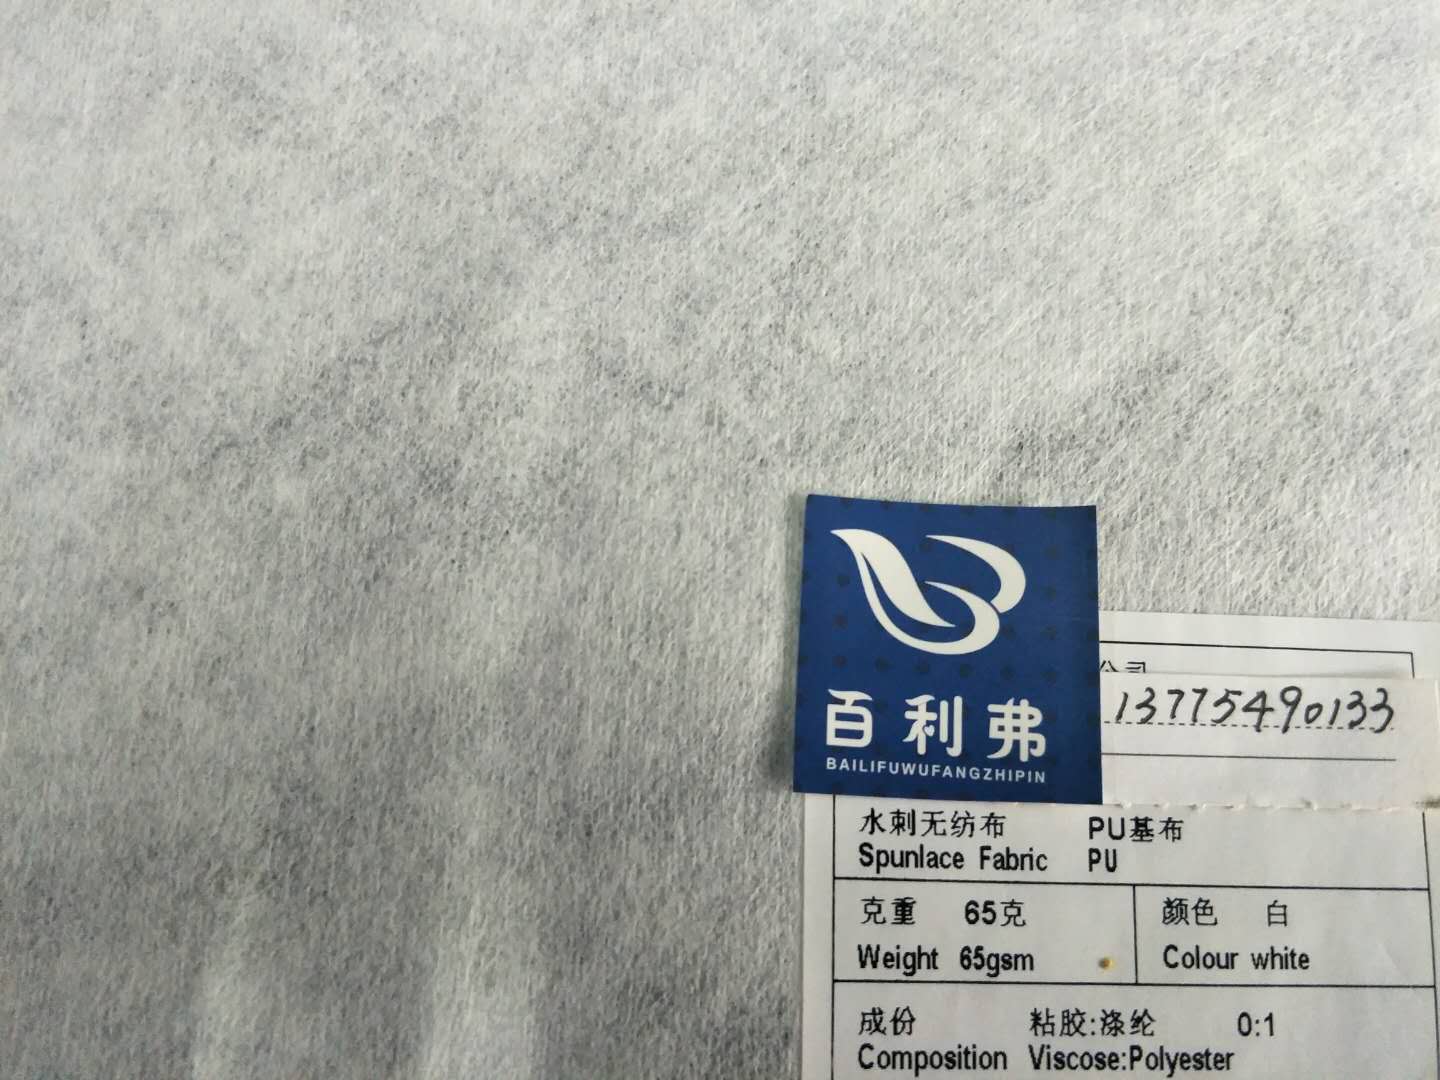 公司
13775490133
百利弗
BAILIFUWUFANGZHIPIN
水刺无纺布 PU基布
Spunlace Fabric PU
克重 65克 颜色 白
Weight 65gsm Colour white
成份 粘胶:涤纶 0:1
Composition Viscose:Polyester